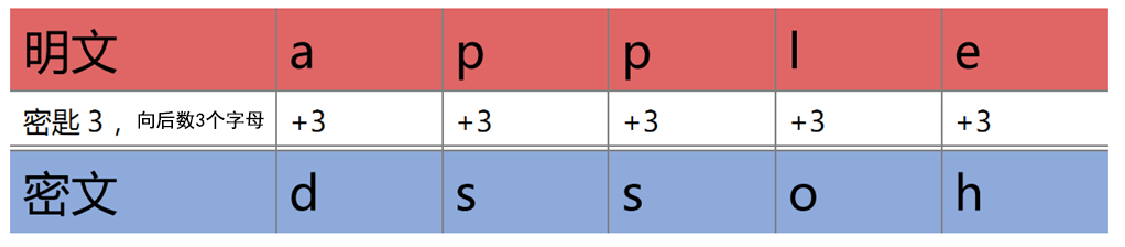 明文 a p p l e
密匙 3 ，向后数3个字母 +3 +3 +3 +3 +3
密文 d s s o h